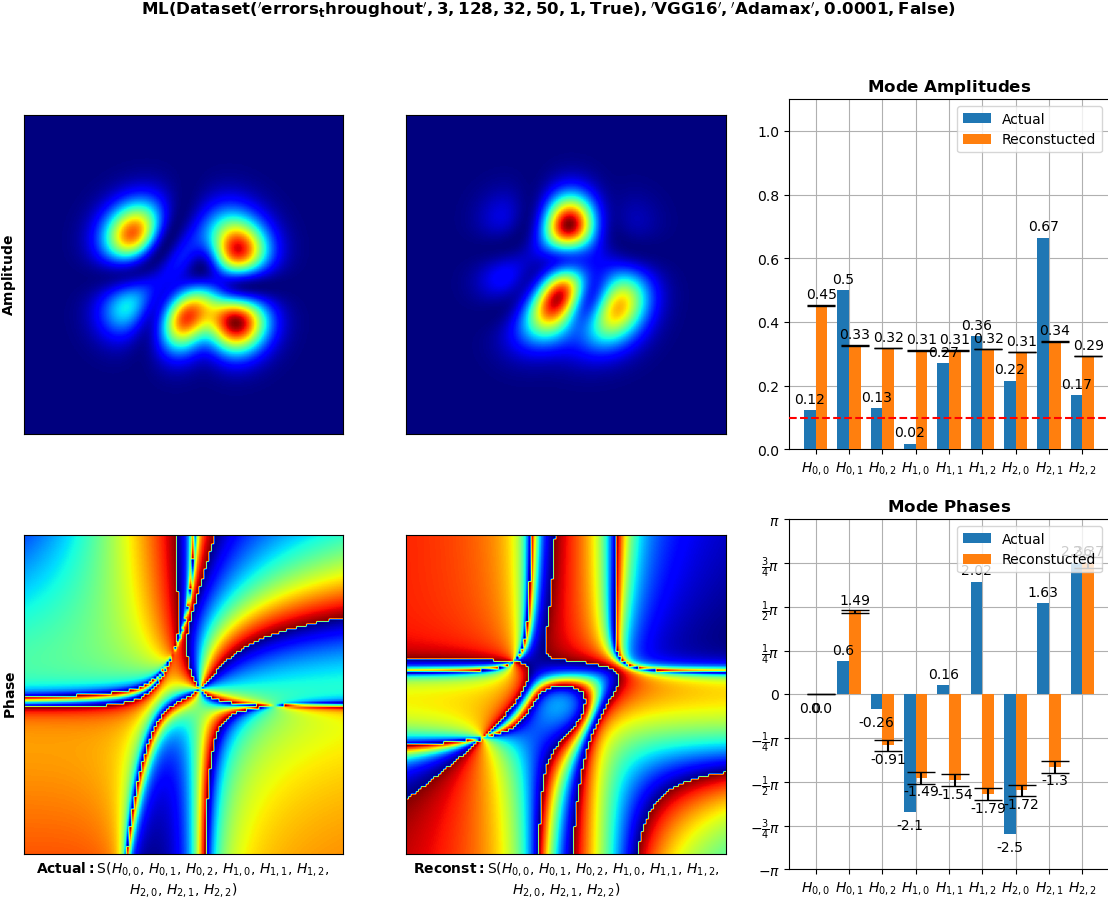 ML(Dataset('errors_throughout', 3, 128, 32, 50, 1, True), 'VGG16', 'Adamax', 0.0001, False)
Amplitude
Mode Amplitudes
Actual
Reconstucted
1.0
0.8
0.6
0.4
0.2
0.0
0.12
0.45
0.5
0.33
0.13
0.32
0.02
0.31
0.27
0.31
0.36
0.32
0.22
0.31
0.67
0.34
0.17
0.29
H0,0 H0,1 H0,2 H1,0 H1,1 H1,2 H2,0 H2,1 H2,2
Phase
Actual: S(H0,0, H0,1, H0,2, H1,0, H1,1, H1,2,
H2,0, H2,1, H2,2)
Reconst: S(H0,0, H0,1, H0,2, H1,0, H1,1, H1,2,
H2,0, H2,1, H2,2)
Mode Phases
Actual
Reconstucted
π
3/4π
1/2π
1/4π
0
−1/4π
−1/2π
−3/4π
−π
0.0
0.0
0.6
1.49
-0.26
-0.91
-2.1
-1.49
0.16
-1.54
2.02
-1.79
-2.5
-1.72
1.63
-1.3
H0,0 H0,1 H0,2 H1,0 H1,1 H1,2 H2,0 H2,1 H2,2